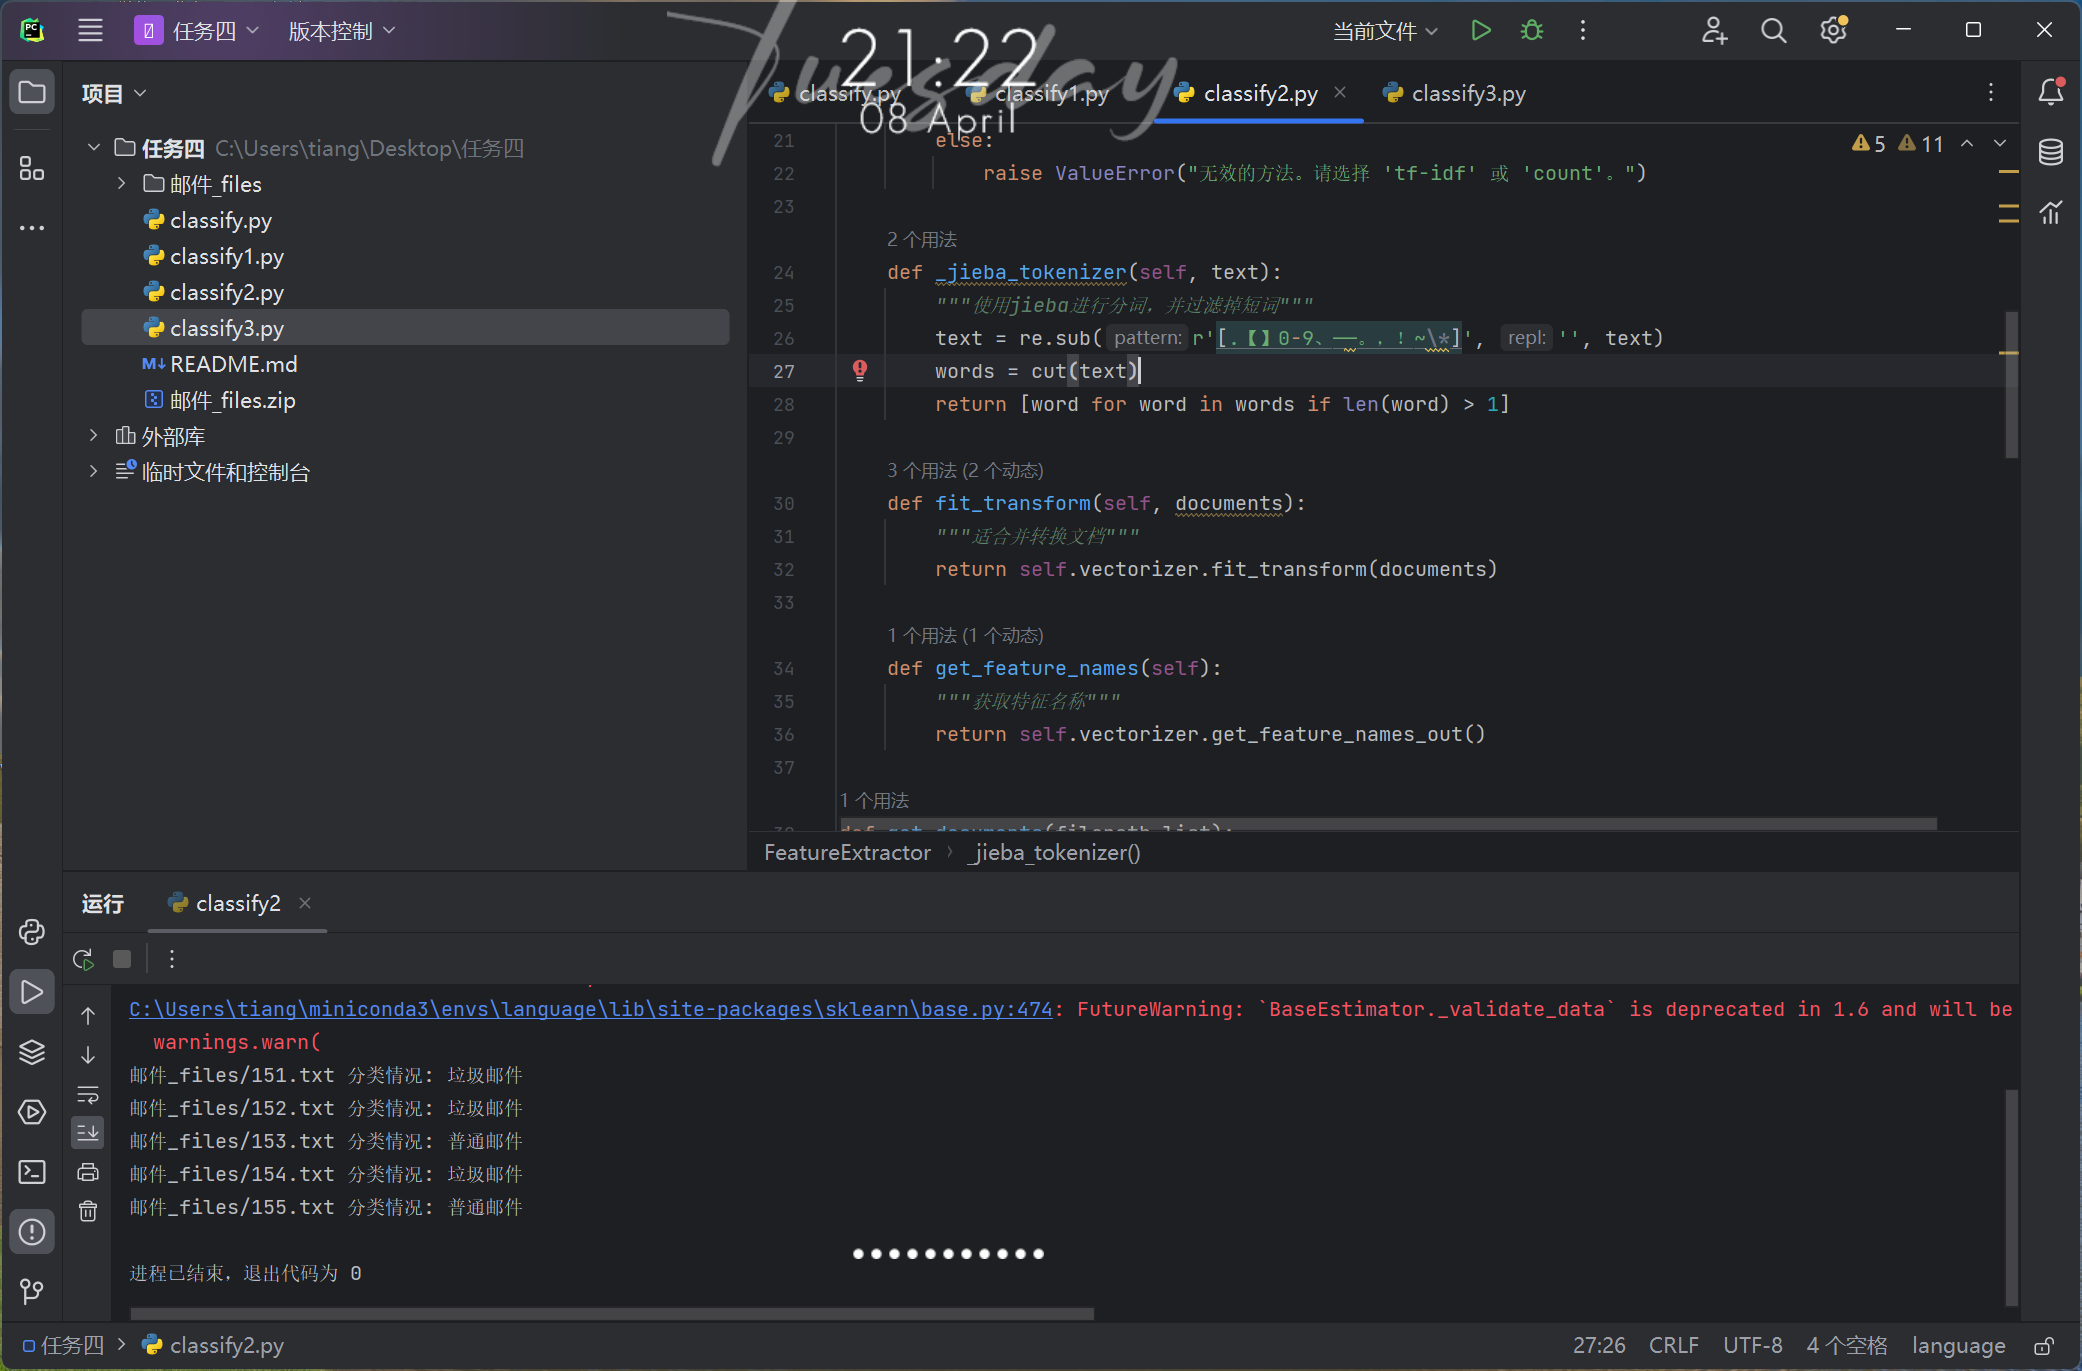 任务四
版本控制
21:22
Tuesday
08 April
当前文件
项目
classify.py
classify1.py
classify2.py
classify3.py
任务四 C:\Users\tiang\Desktop\任务四
邮件_files
classify.py
classify1.py
classify2.py
classify3.py
README.md
邮件_files.zip
外部库
临时文件和控制台
5 11
21 else:
22 raise ValueError("无效的方法。请选择 'tf-idf' 或 'count'。")
23
2 个用法
24 def _jieba_tokenizer(self, text):
25 """使用jieba进行分词，并过滤掉短词"""
26 text = re.sub( pattern: r'[.【】0-9、——。，！~\*]', repl: '', text)
27 words = cut(text)
28 return [word for word in words if len(word) > 1]
29
3 个用法 (2 个动态)
30 def fit_transform(self, documents):
31 """适合并转换文档"""
32 return self.vectorizer.fit_transform(documents)
33
1 个用法 (1 个动态)
34 def get_feature_names(self):
35 """获取特征名称"""
36 return self.vectorizer.get_feature_names_out()
37
1 个用法
FeatureExtractor
_jieba_tokenizer()
运行
classify2
C:\Users\tiang\miniconda3\envs\language\lib\site-packages\sklearn\base.py:474: FutureWarning: `BaseEstimator._validate_data` is deprecated in 1.6 and will be
warnings.warn(
邮件_files/151.txt 分类情况: 垃圾邮件
邮件_files/152.txt 分类情况: 垃圾邮件
邮件_files/153.txt 分类情况: 普通邮件
邮件_files/154.txt 分类情况: 垃圾邮件
邮件_files/155.txt 分类情况: 普通邮件
进程已结束，退出代码为 0
任务四
classify2.py
27:26 CRLF UTF-8 4 个空格 language